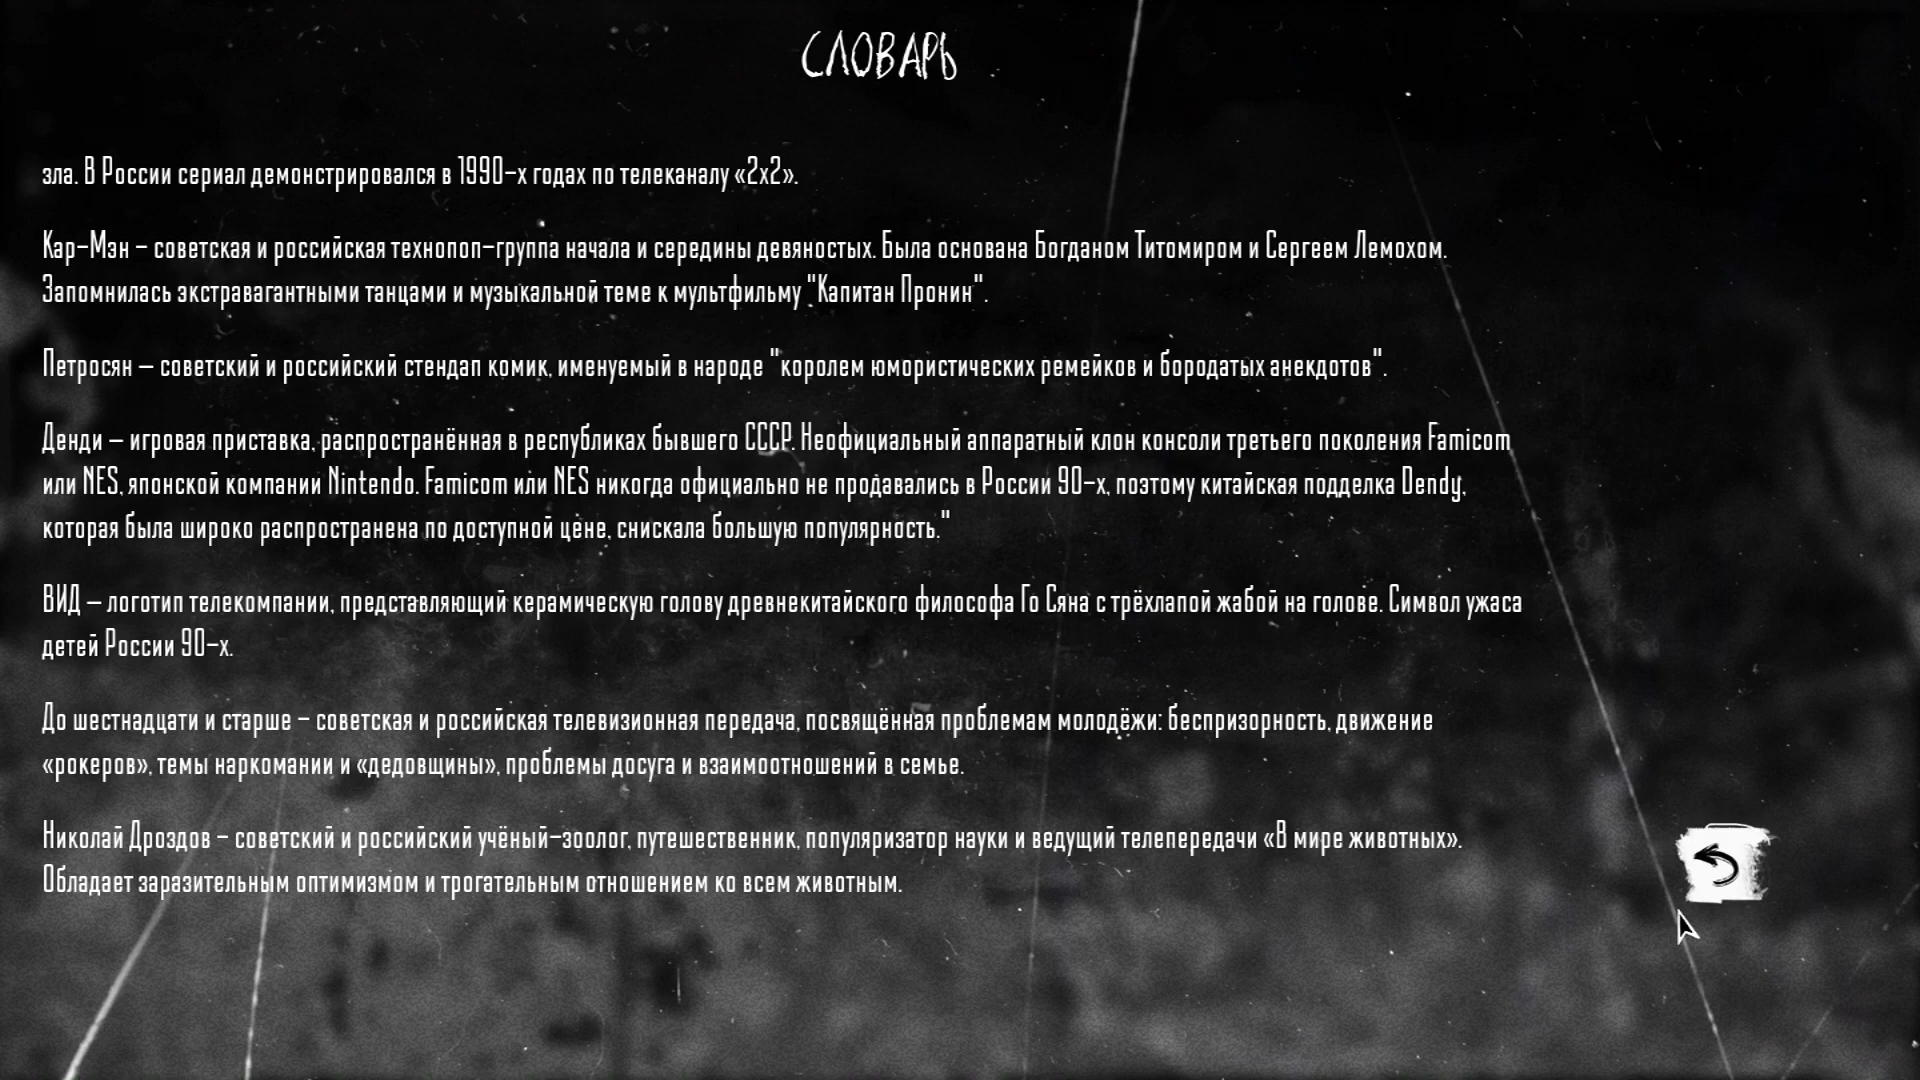 СЛОВАРЬ
зла. В России сериал демонстрировался в 1990-х годах по телеканалу «2х2».
Кар-Мэн – советская и российская технопоп-группа начала и середины девяностых. Была основана Богданом Титомиром и Сергеем Лемохом.
Запомнилась экстравагантными танцами и музыкальной теме к мультфильму "Капитан Пронин".
Петросян — советский и российский стендап комик, именуемый в народе "королем юмористических ремейков и бородатых анекдотов".
Денди — игровая приставка, распространённая в республиках бывшего СССР. Неофициальный аппаратный клон консоли третьего поколения Famicom
или NES, японской компании Nintendo. Famicom или NES никогда официально не продавались в России 90-х, поэтому китайская подделка Dendy,
которая была широко распространена по доступной цене, снискала большую популярность."
ВИД — логотип телекомпании, представляющий керамическую голову древнекитайского философа Го Сяна с трёхлапой жабой на голове. Символ ужаса
детей России 90-х.
До шестнадцати и старше – советская и российская телевизионная передача, посвящённая проблемам молодёжи: беспризорность, движение
«рокеров», темы наркомании и «дедовщины», проблемы досуга и взаимоотношений в семье.
Николай Дроздов – советский и российский учёный-зоолог, путешественник, популяризатор науки и ведущий телепередачи «В мире животных».
Обладает заразительным оптимизмом и трогательным отношением ко всем животным.